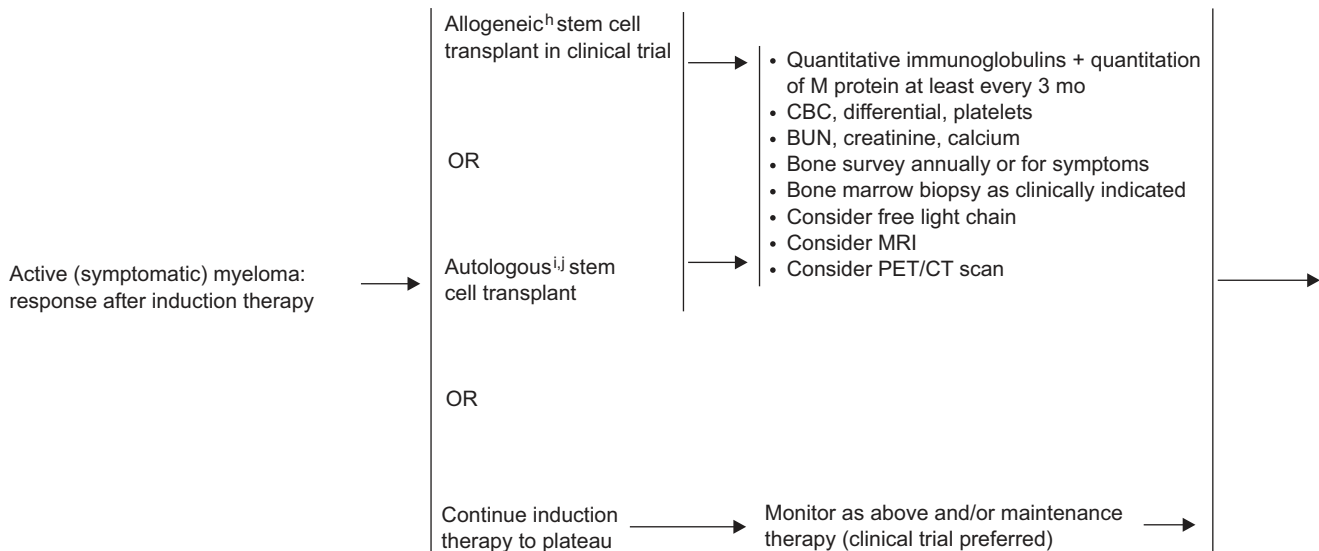 Active (symptomatic) myeloma:
response after induction therapy
Allogeneicʰ stem cell
transplant in clinical trial
OR
Autologousⁱ,ʲ stem
cell transplant
OR
Continue induction
therapy to plateau
• Quantitative immunoglobulins + quantitation
of M protein at least every 3 mo
• CBC, differential, platelets
• BUN, creatinine, calcium
• Bone survey annually or for symptoms
• Bone marrow biopsy as clinically indicated
• Consider free light chain
• Consider MRI
• Consider PET/CT scan
Monitor as above and/or maintenance
therapy (clinical trial preferred)